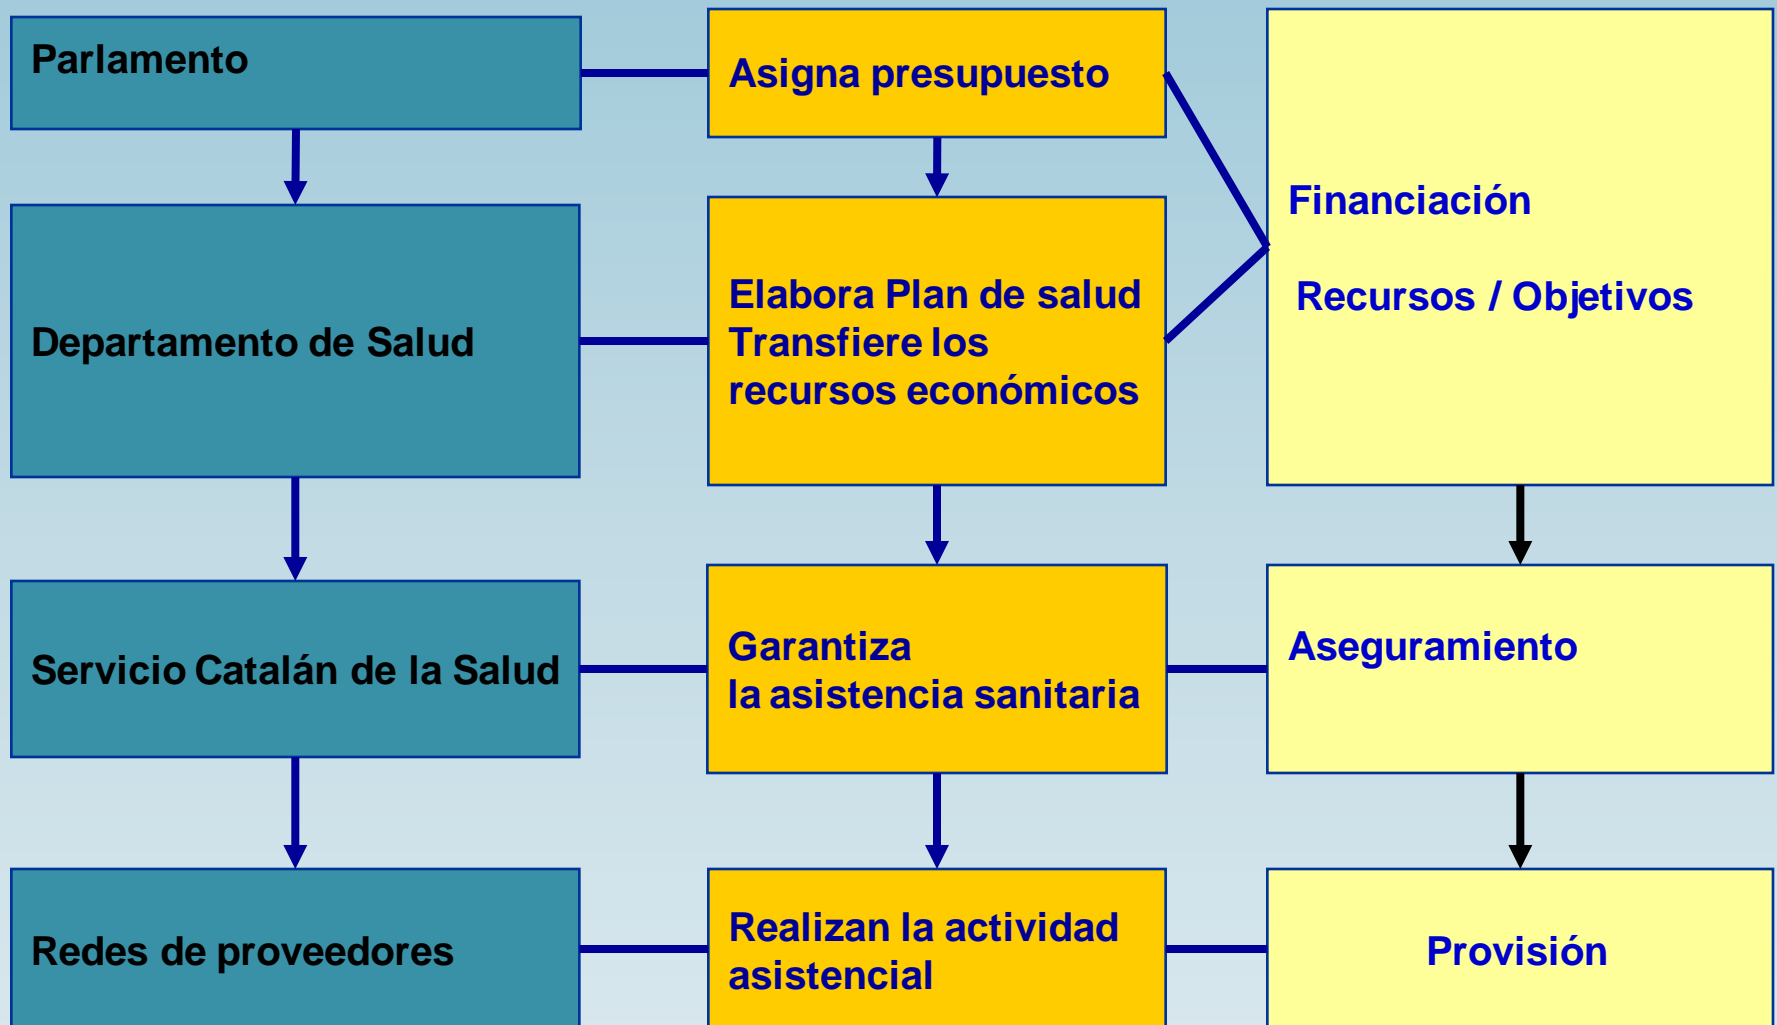 Parlamento
Asigna presupuesto
Financiación
Recursos / Objetivos
Departamento de Salud
Elabora Plan de salud
Transfiere los
recursos económicos
Servicio Catalán de la Salud
Garantiza
la asistencia sanitaria
Aseguramiento
Redes de proveedores
Realizan la actividad
asistencial
Provisión